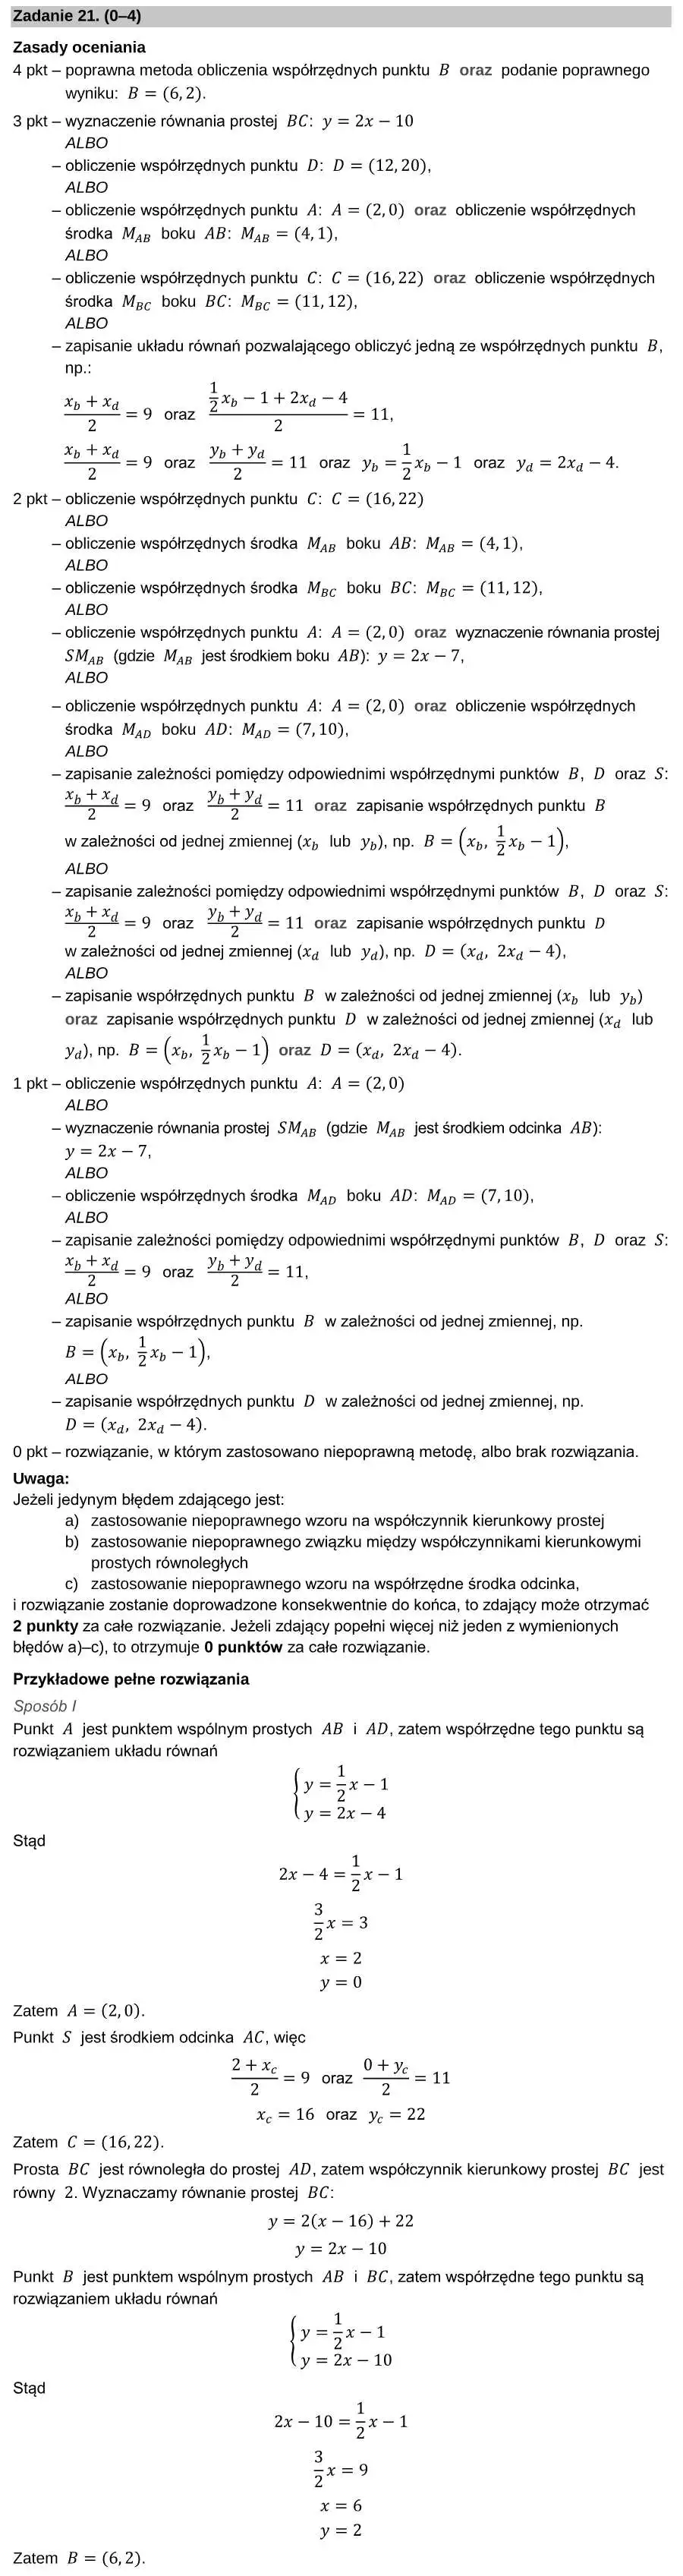 Zadanie 21. (0–4)
Zasady oceniania
4 pkt – poprawna metoda obliczenia współrzędnych punktu B oraz podanie poprawnego
wyniku: B = (6, 2).
3 pkt – wyznaczenie równania prostej BC: y = 2x − 10
ALBO
– obliczenie współrzędnych punktu D: D = (12, 20),
ALBO
– obliczenie współrzędnych punktu A: A = (2, 0) oraz obliczenie współrzędnych
środka M_AB boku AB: M_AB = (4, 1),
ALBO
– obliczenie współrzędnych punktu C: C = (16, 22) oraz obliczenie współrzędnych
środka M_BC boku BC: M_BC = (11, 12),
ALBO
– zapisanie układu równań pozwalającego obliczyć jedną ze współrzędnych punktu B,
np.:
(x_b + x_d)/2 = 9 oraz (1/2 x_b − 1 + 2x_d − 4)/2 = 11,
(x_b + x_d)/2 = 9 oraz (y_b + y_d)/2 = 11 oraz y_b = 1/2 x_b − 1 oraz y_d = 2x_d − 4.
2 pkt – obliczenie współrzędnych punktu C: C = (16, 22)
ALBO
– obliczenie współrzędnych środka M_AB boku AB: M_AB = (4, 1),
ALBO
– obliczenie współrzędnych środka M_BC boku BC: M_BC = (11, 12),
ALBO
– obliczenie współrzędnych punktu A: A = (2, 0) oraz wyznaczenie równania prostej
SM_AB (gdzie M_AB jest środkiem boku AB): y = 2x − 7,
ALBO
– obliczenie współrzędnych punktu A: A = (2, 0) oraz obliczenie współrzędnych
środka M_AD boku AD: M_AD = (7, 10),
ALBO
– zapisanie zależności pomiędzy odpowiednimi współrzędnymi punktów B, D oraz S:
(x_b + x_d)/2 = 9 oraz (y_b + y_d)/2 = 11 oraz zapisanie współrzędnych punktu B
w zależności od jednej zmiennej (x_b lub y_b), np. B = (x_b, 1/2 x_b − 1),
ALBO
– zapisanie zależności pomiędzy odpowiednimi współrzędnymi punktów B, D oraz S:
(x_b + x_d)/2 = 9 oraz (y_b + y_d)/2 = 11 oraz zapisanie współrzędnych punktu D
w zależności od jednej zmiennej (x_d lub y_d), np. D = (x_d, 2x_d − 4),
ALBO
– zapisanie współrzędnych punktu B w zależności od jednej zmiennej (x_b lub y_b)
oraz zapisanie współrzędnych punktu D w zależności od jednej zmiennej (x_d lub
y_d), np. B = (x_b, 1/2 x_b − 1) oraz D = (x_d, 2x_d − 4).
1 pkt – obliczenie współrzędnych punktu A: A = (2, 0)
ALBO
– wyznaczenie równania prostej SM_AB (gdzie M_AB jest środkiem odcinka AB):
y = 2x − 7,
ALBO
– obliczenie współrzędnych środka M_AD boku AD: M_AD = (7, 10),
ALBO
– zapisanie zależności pomiędzy odpowiednimi współrzędnymi punktów B, D oraz S:
(x_b + x_d)/2 = 9 oraz (y_b + y_d)/2 = 11,
ALBO
– zapisanie współrzędnych punktu B w zależności od jednej zmiennej, np.
B = (x_b, 1/2 x_b − 1),
ALBO
– zapisanie współrzędnych punktu D w zależności od jednej zmiennej, np.
D = (x_d, 2x_d − 4).
0 pkt – rozwiązanie, w którym zastosowano niepoprawną metodę, albo brak rozwiązania.
Uwaga:
Jeżeli jedynym błędem zdającego jest:
a) zastosowanie niepoprawnego wzoru na współczynnik kierunkowy prostej
b) zastosowanie niepoprawnego związku między współczynnikami kierunkowymi
prostych równoległych
c) zastosowanie niepoprawnego wzoru na współrzędne środka odcinka,
i rozwiązanie zostanie doprowadzone konsekwentnie do końca, to zdający może otrzymać
2 punkty za całe rozwiązanie. Jeżeli zdający popełni więcej niż jeden z wymienionych
błędów a)–c), to otrzymuje 0 punktów za całe rozwiązanie.
Przykładowe pełne rozwiązania
Sposób I
Punkt A jest punktem wspólnym prostych AB i AD, zatem współrzędne tego punktu są
rozwiązaniem układu równań
{ y = 1/2 x − 1
y = 2x − 4
Stąd
2x − 4 = 1/2 x − 1
3/2 x = 3
x = 2
y = 0
Zatem A = (2, 0).
Punkt S jest środkiem odcinka AC, więc
(2 + x_c)/2 = 9 oraz (0 + y_c)/2 = 11
x_c = 16 oraz y_c = 22
Zatem C = (16, 22).
Prosta BC jest równoległa do prostej AD, zatem współczynnik kierunkowy prostej BC jest
równy 2. Wyznaczamy równanie prostej BC:
y = 2(x − 16) + 22
y = 2x − 10
Punkt B jest punktem wspólnym prostych AB i BC, zatem współrzędne tego punktu są
rozwiązaniem układu równań
{ y = 1/2 x − 1
y = 2x − 10
Stąd
2x − 10 = 1/2 x − 1
3/2 x = 9
x = 6
y = 2
Zatem B = (6, 2).